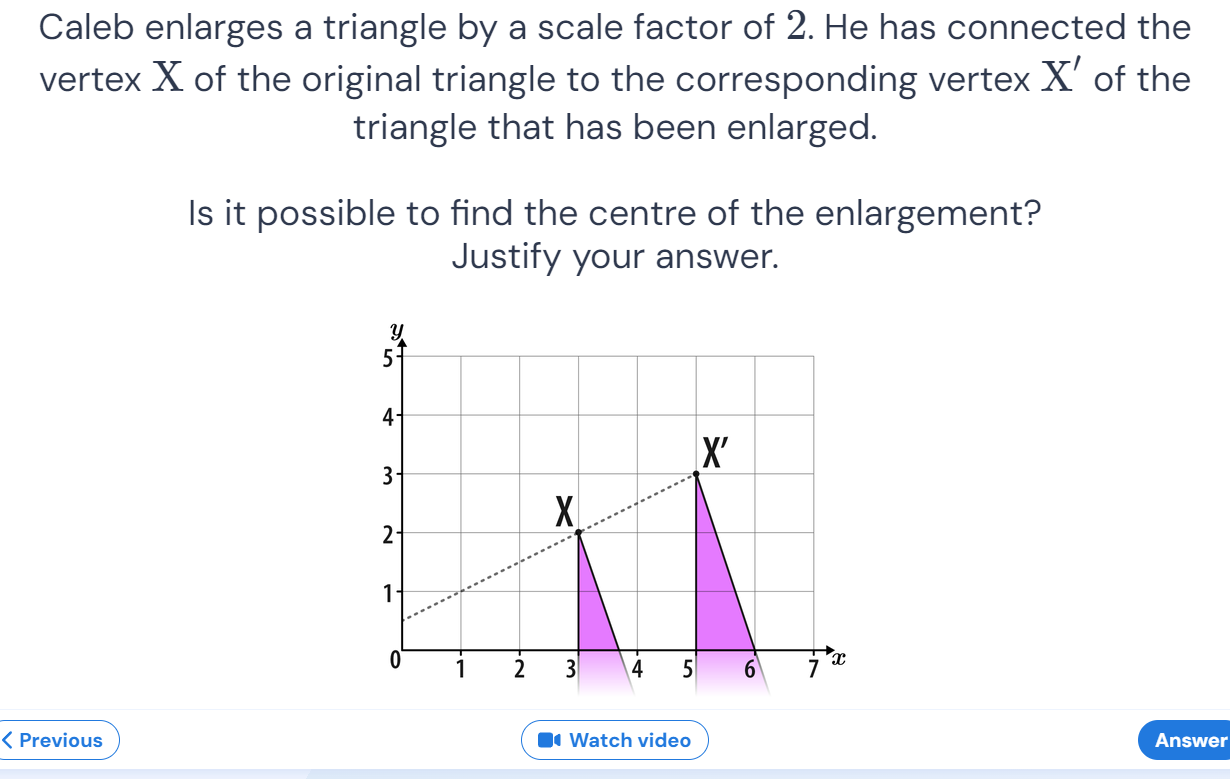 Caleb enlarges a triangle by a scale factor of 2. He has connected the
vertex X of the original triangle to the corresponding vertex X′ of the
triangle that has been enlarged.
Is it possible to find the centre of the enlargement?
Justify your answer.
y
5
4
X′
3
X
2
1
0 1 2 3 4 5 6 7 x
Previous Watch video Answer